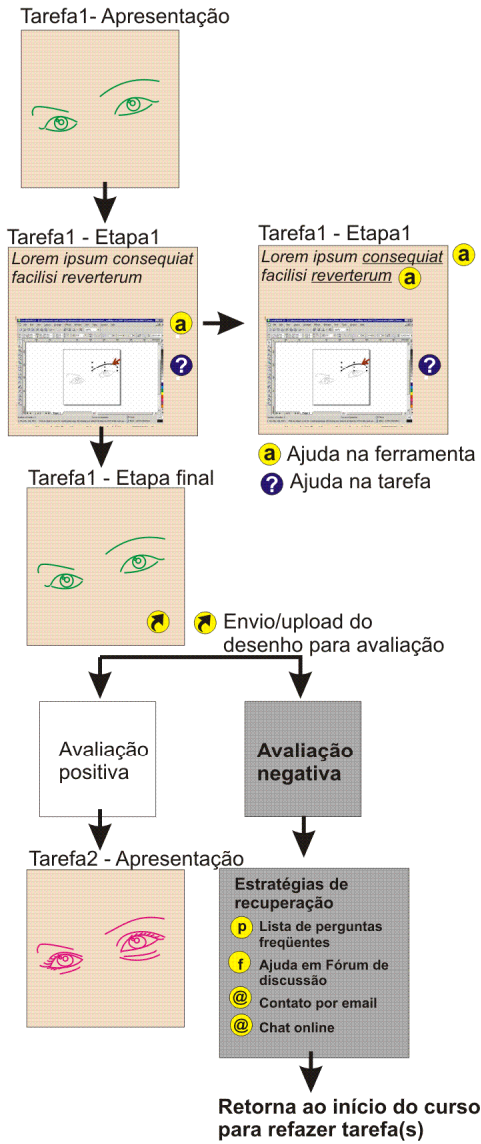 Tarefa1- Apresentação
Tarefa1 - Etapa1
Lorem ipsum consequiat
facilisi reverterum
a
?
Tarefa1 - Etapa1
Lorem ipsum consequiat a
facilisi reverterum a
?
a Ajuda na ferramenta
? Ajuda na tarefa
Tarefa1 - Etapa final
Envio/upload do
desenho para avaliação
Avaliação
positiva
Avaliação
negativa
Tarefa2 - Apresentação
Estratégias de
recuperação
p Lista de perguntas
freqüentes
f Ajuda em Fórum de
discussão
@ Contato por email
@ Chat online
Retorna ao início do curso
para refazer tarefa(s)